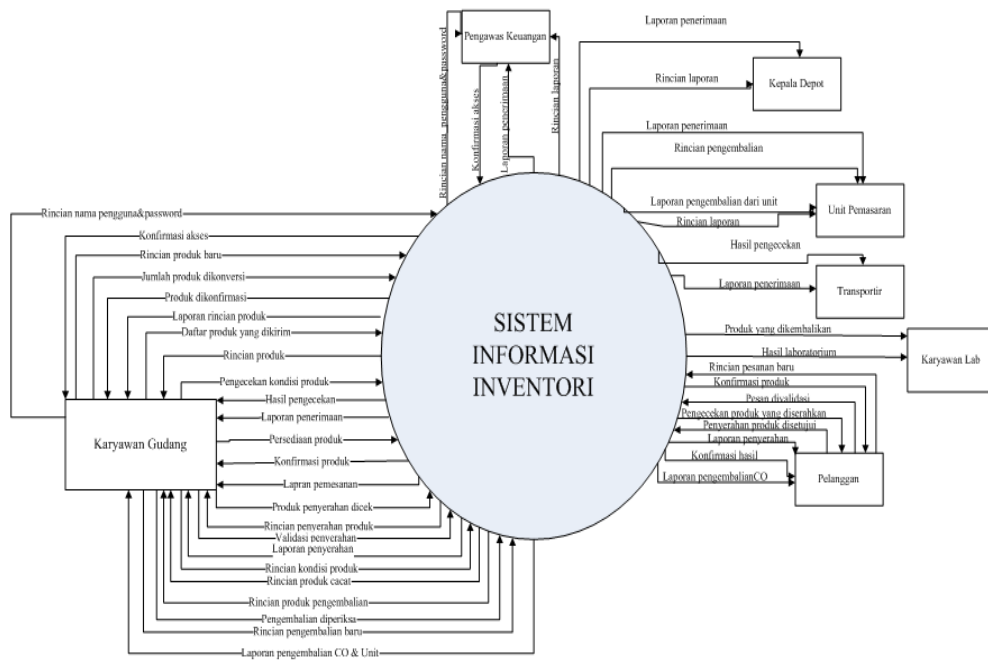 Laporan penerimaan
Pengawas Keuangan
Rincian laporan
Kepala Depot
Rincian nama pengguna&password
Konfirmasi akses
Laporan penerimaan
Rincian laporan
Laporan penerimaan
Rincian pengembalian
Laporan pengembalian dari unit
Unit Pemasaran
Rincian laporan
Rincian nama pengguna&password
Konfirmasi akses
Hasil pengecekan
Rincian produk baru
Jumlah produk dikonversi
Laporan penerimaan
Transportir
Produk dikonfirmasi
Laporan rincian produk
Daftar produk yang dikirim
SISTEM
INFORMASI
INVENTORI
Produk yang dikembalikan
Rincian produk
Hasil laboratorium
Karyawan Lab
Rincian pesanan baru
Pengecekan kondisi produk
Konfirmasi produk
Hasil pengecekan
Pesan divalidasi
Laporan penerimaan
Pengecekan produk yang diserahkan
Penyerahan produk disetujui
Karyawan Gudang
Persediaan produk
Laporan penyerahan
Konfirmasi produk
Konfirmasi hasil
Lapran pemesanan
Laporan pengembalianCO
Pelanggan
Produk penyerahan dicek
Rincian penyerahan produk
Validasi penyerahan
Laporan penyerahan
Rincian kondisi produk
Rincian produk cacat
Rincian produk pengembalian
Pengembalian diperiksa
Rincian pengembalian baru
Laporan pengembalian CO & Unit